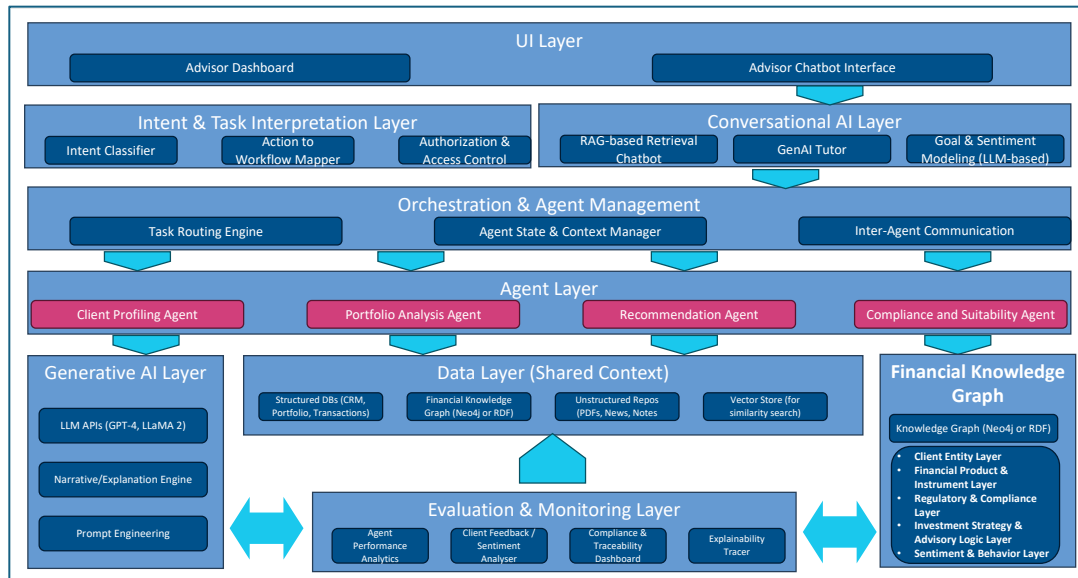 UI Layer
Advisor Dashboard
Advisor Chatbot Interface
Intent & Task Interpretation Layer
Intent Classifier
Action to
Workflow Mapper
Authorization &
Access Control
Conversational AI Layer
RAG-based Retrieval
Chatbot
GenAI Tutor
Goal & Sentiment
Modeling (LLM-based)
Orchestration & Agent Management
Task Routing Engine
Agent State & Context Manager
Inter-Agent Communication
Agent Layer
Client Profiling Agent
Portfolio Analysis Agent
Recommendation Agent
Compliance and Suitability Agent
Generative AI Layer
LLM APIs (GPT-4, LLaMA 2)
Narrative/Explanation Engine
Prompt Engineering
Data Layer (Shared Context)
Structured DBs (CRM,
Portfolio, Transactions)
Financial Knowledge
Graph (Neo4j or RDF)
Unstructured Repos
(PDFs, News, Notes
Vector Store (for
similarity search)
Financial Knowledge
Graph
Knowledge Graph (Neo4j or RDF)
• Client Entity Layer
• Financial Product &
Instrument Layer
• Regulatory & Compliance
Layer
• Investment Strategy &
Advisory Logic Layer
• Sentiment & Behavior Layer
Evaluation & Monitoring Layer
Agent
Performance
Analytics
Client Feedback /
Sentiment
Analyser
Compliance &
Traceability
Dashboard
Explainability
Tracer